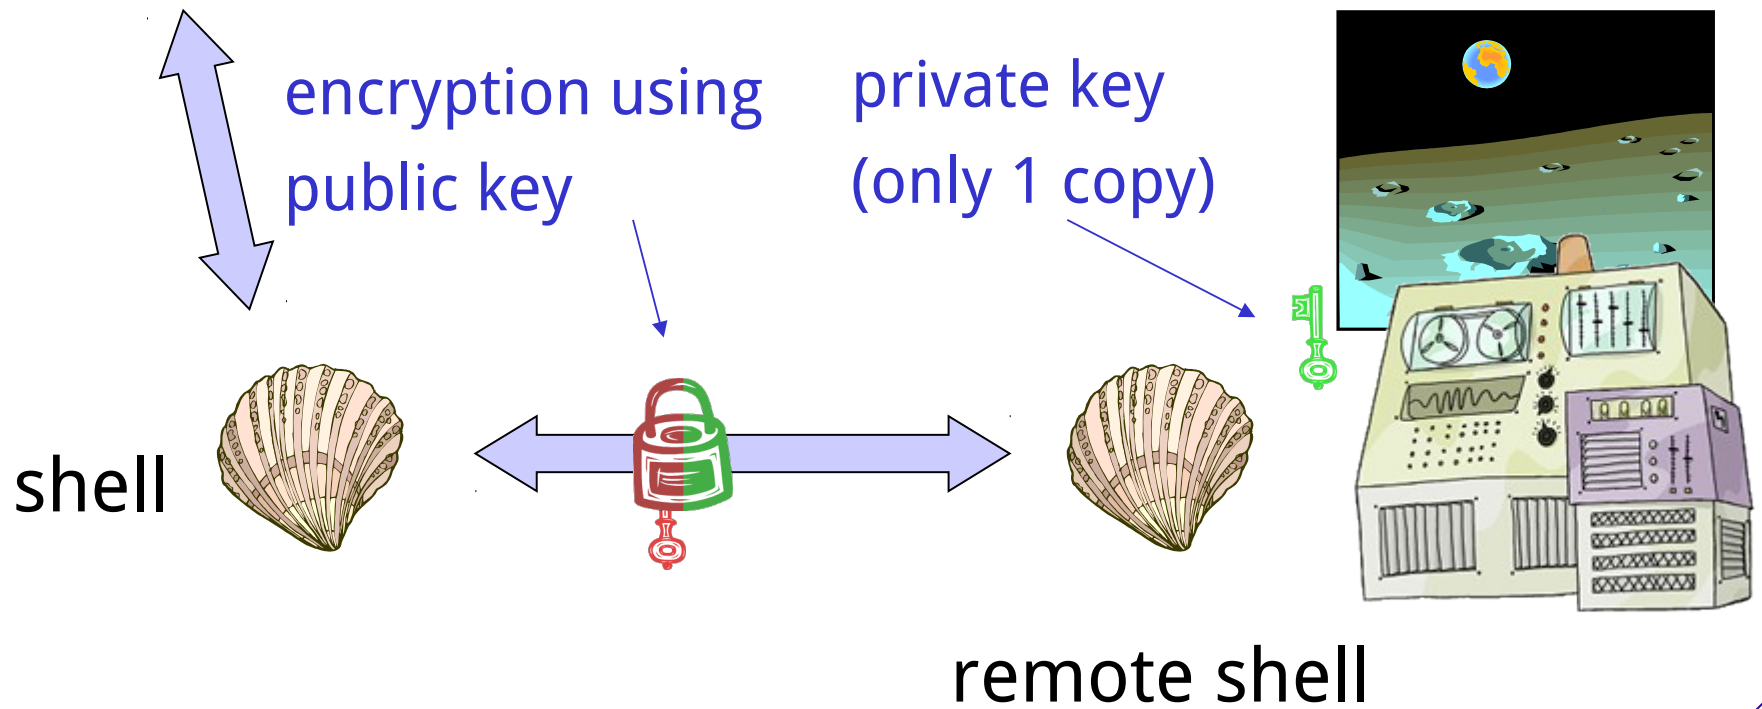 encryption using
public key
private key
(only 1 copy)
shell
remote shell